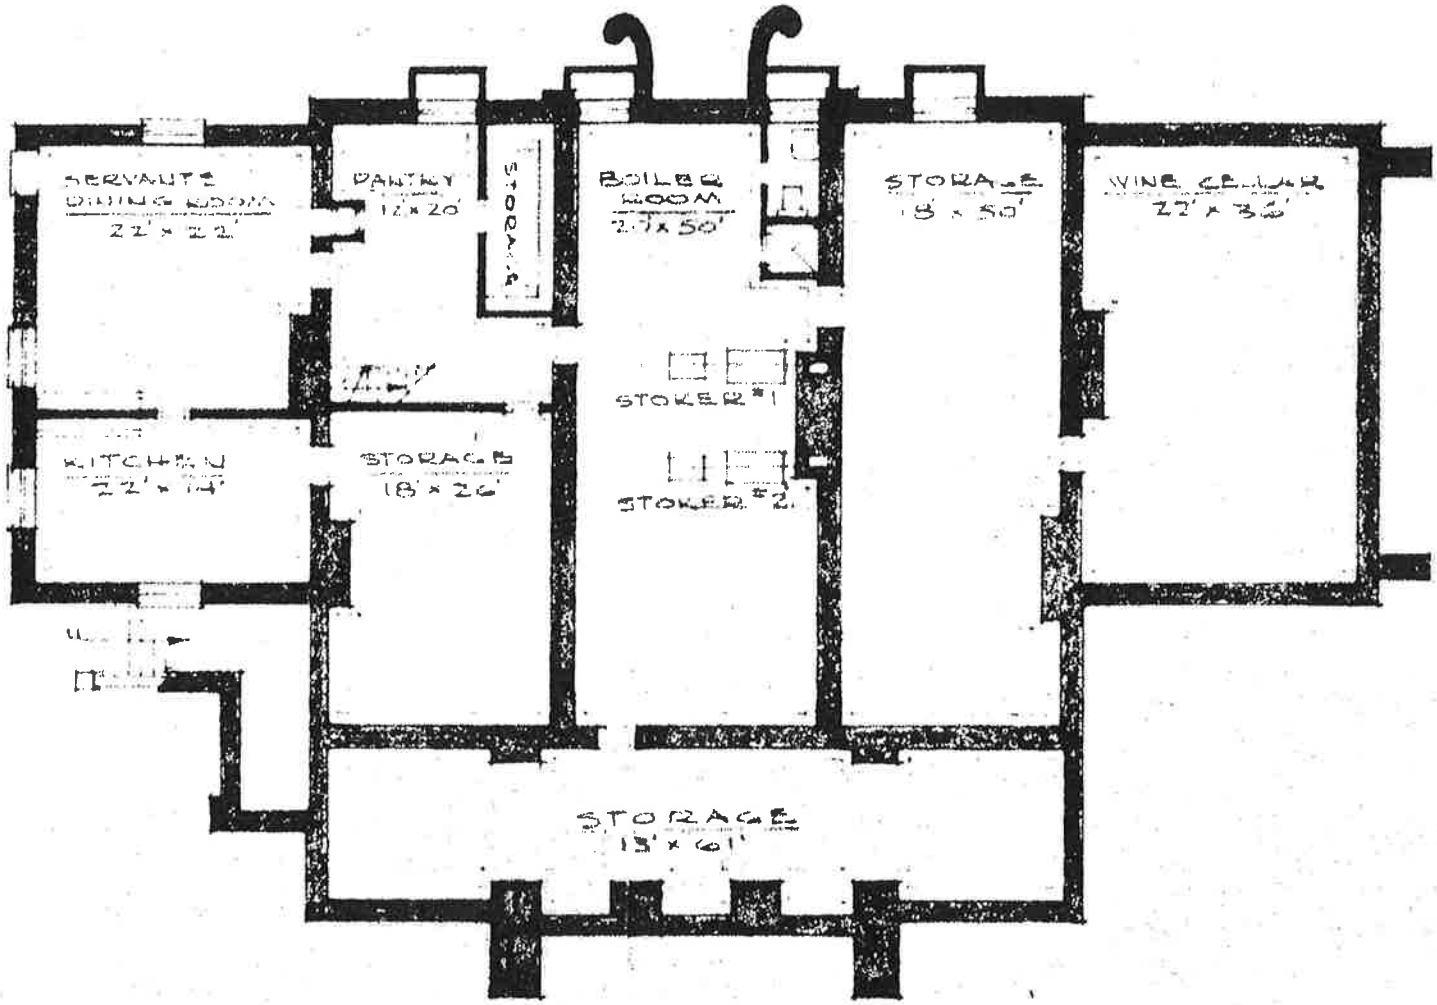 SERVANTS
DINING ROOM
22' x 22'
PANTRY
12' x 20'
STORAGE
BOILER
ROOM
20' x 50'
STORAGE
18' x 50'
WINE CELLAR
22' x 36'
U
STOKER #1
KITCHEN
22' x 14'
STORAGE
18' x 26'
STOKER #2
U
STORAGE
13' x 61'